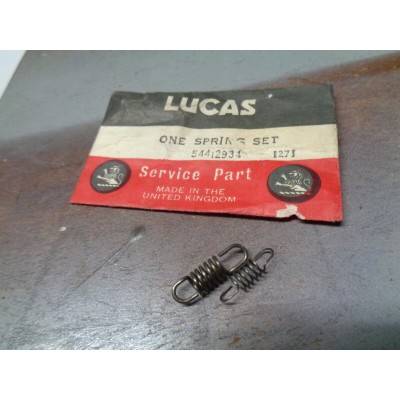 LUCAS
ONE SPRING SET
54412934 1271
Service Part
MADE IN THE
UNITED KINGDOM